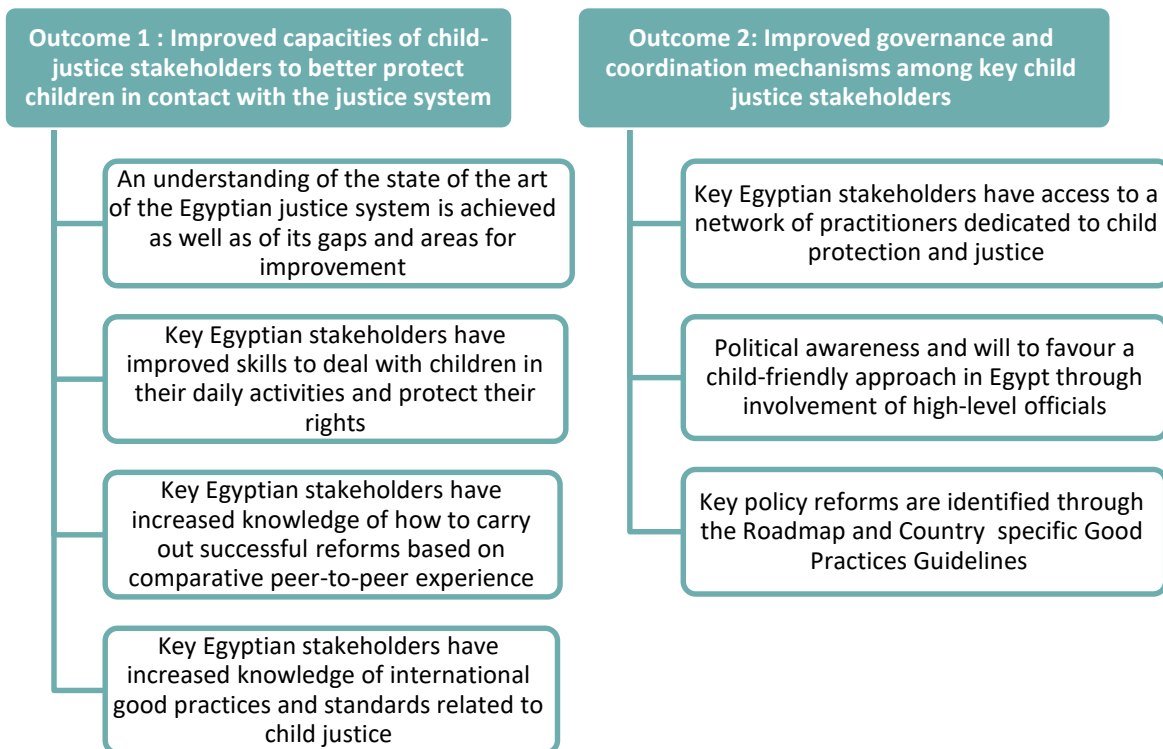 Outcome 1 : Improved capacities of child-
justice stakeholders to better protect
children in contact with the justice system
An understanding of the state of the art
of the Egyptian justice system is achieved
as well as of its gaps and areas for
improvement
Key Egyptian stakeholders have
improved skills to deal with children in
their daily activities and protect their
rights
Key Egyptian stakeholders have
increased knowledge of how to carry
out successful reforms based on
comparative peer-to-peer experience
Key Egyptian stakeholders have
increased knowledge of international
good practices and standards related to
child justice
Outcome 2: Improved governance and
coordination mechanisms among key child
justice stakeholders
Key Egyptian stakeholders have access to a
network of practitioners dedicated to child
protection and justice
Political awareness and will to favour a
child-friendly approach in Egypt through
involvement of high-level officials
Key policy reforms are identified through
the Roadmap and Country specific Good
Practices Guidelines